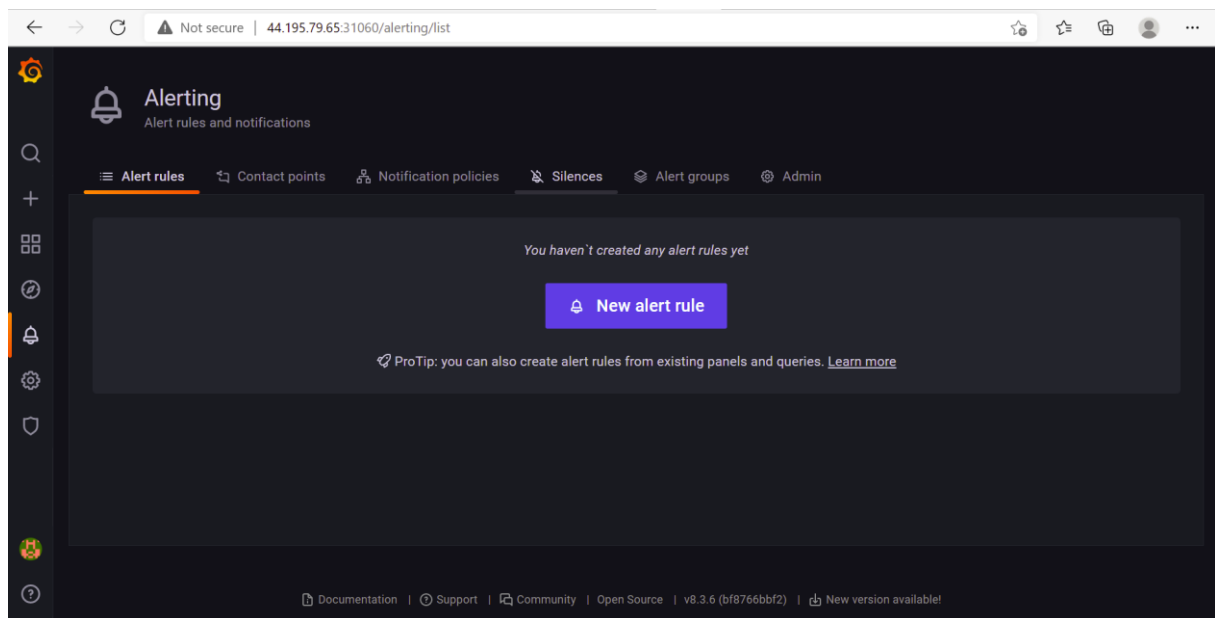 Not secure | 44.195.79.65:31060/alerting/list
Alerting
Alert rules and notifications
Alert rules Contact points Notification policies Silences Alert groups Admin
You haven`t created any alert rules yet
New alert rule
ProTip: you can also create alert rules from existing panels and queries. Learn more
Documentation | Support | Community | Open Source | v8.3.6 (bf8766bbf2) | New version available!